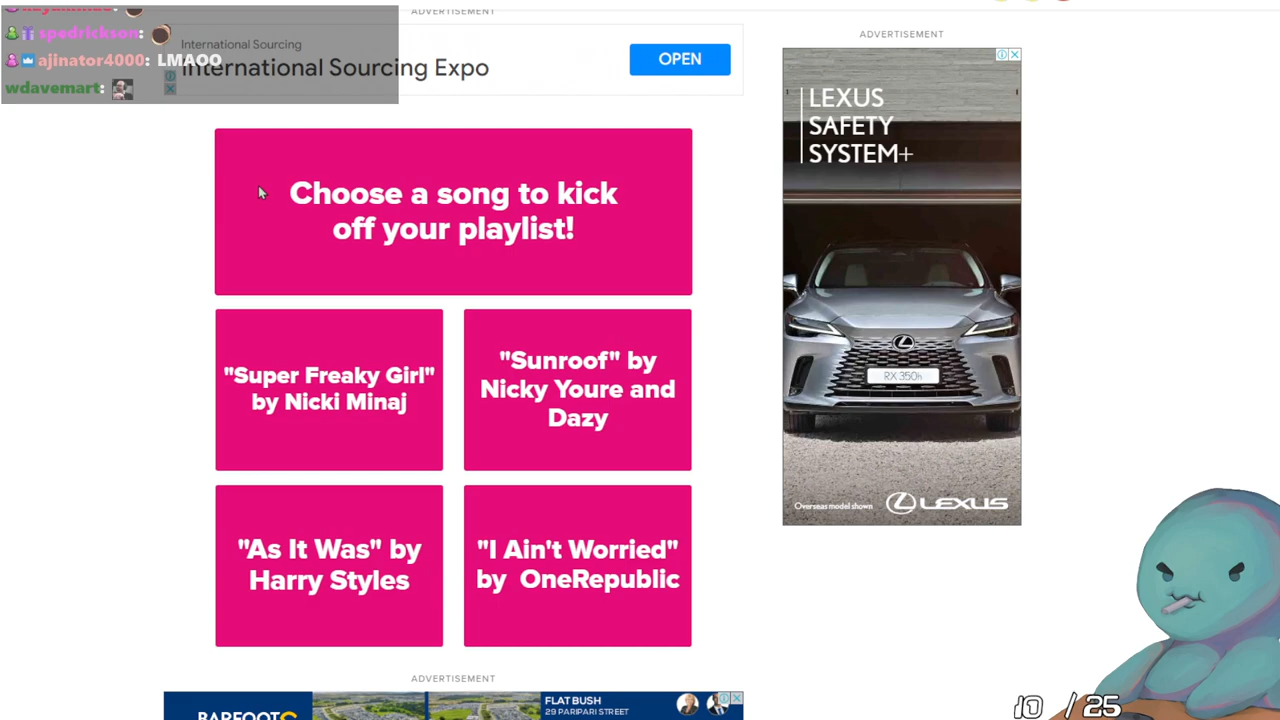 ADVERTISEMENT
spedrickson:
ajinator4000: LMAOO
wdavemart:
International Sourcing
International Sourcing Expo
OPEN
ADVERTISEMENT
LEXUS
SAFETY
SYSTEM+
RX 350h
Overseas model shown
LEXUS
Choose a song to kick
off your playlist!
"Super Freaky Girl"
by Nicki Minaj
"Sunroof" by
Nicky Youre and
Dazy
"As It Was" by
Harry Styles
"I Ain't Worried"
by OneRepublic
ADVERTISEMENT
FLAT BUSH
29 PARIPARI STREET
10 / 25